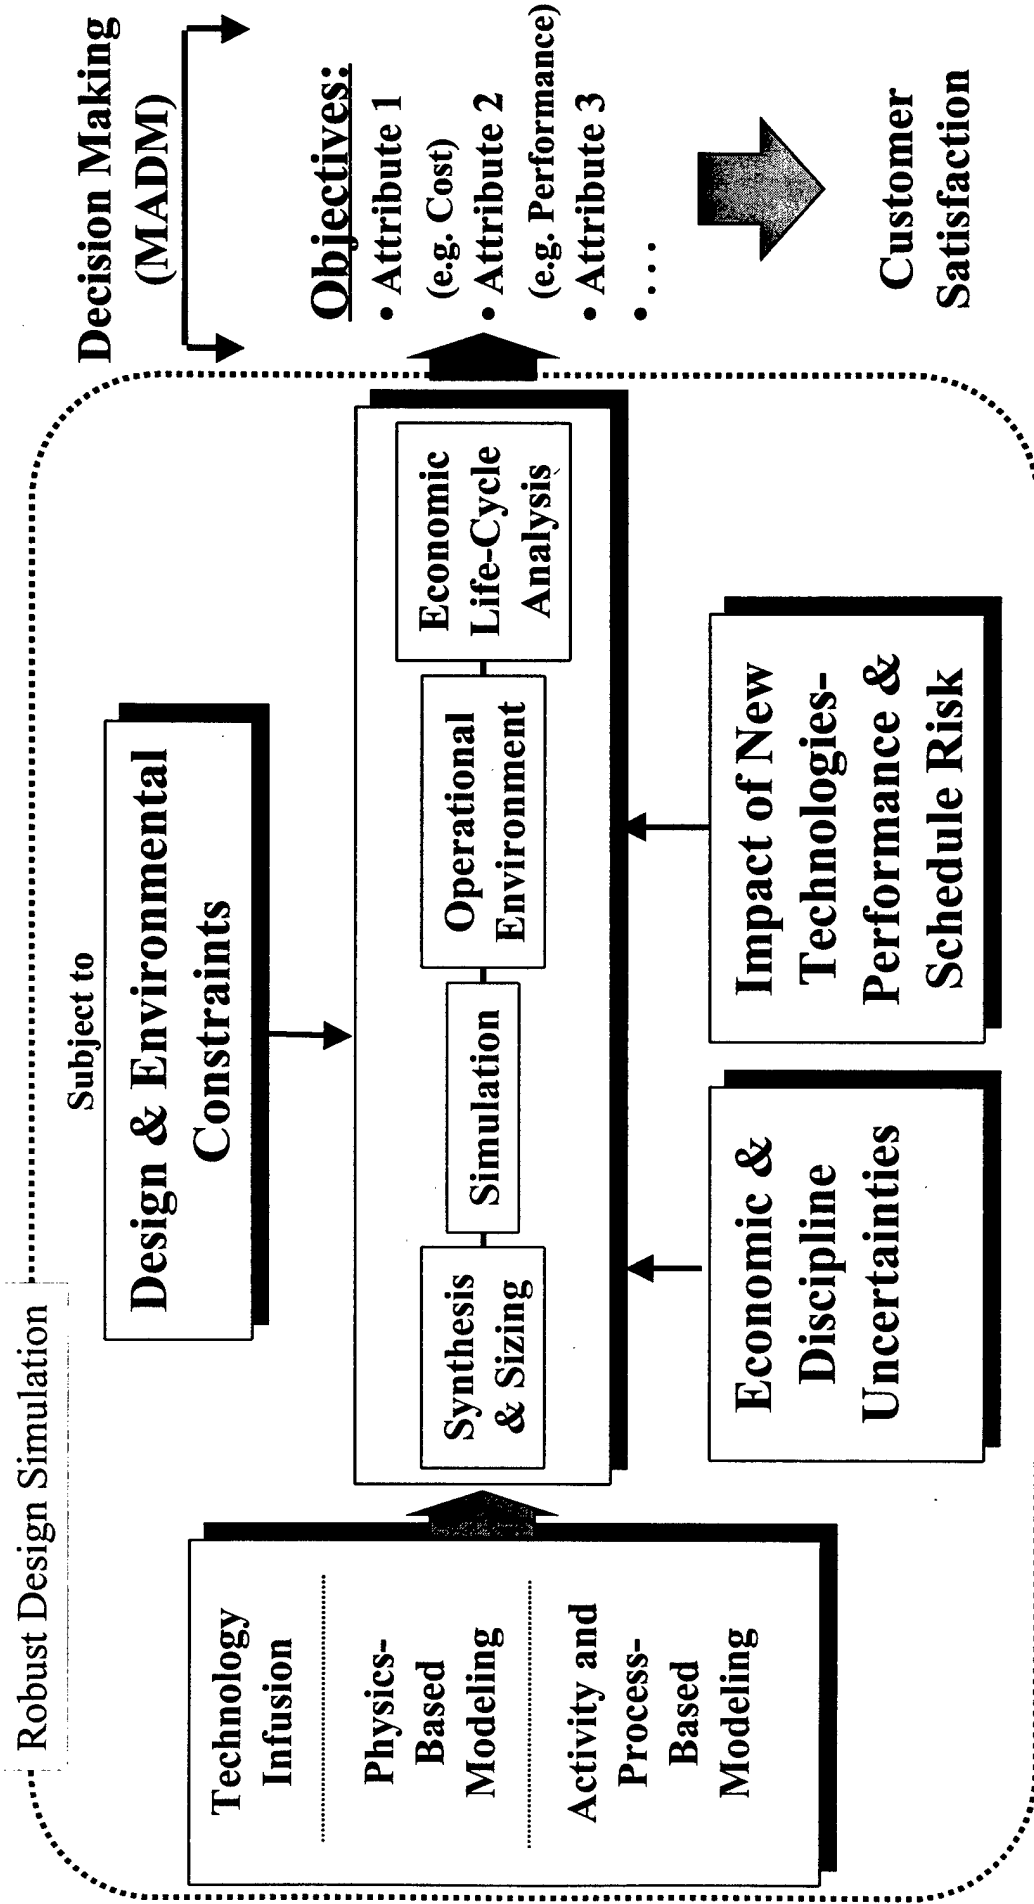 Robust Design Simulation
Subject to
Design & Environmental
Constraints
Technology
Infusion
Physics-
Based
Modeling
Activity and
Process-
Based
Modeling
Synthesis
& Sizing
Simulation
Operational
Environment
Economic
Life-Cycle
Analysis
Economic &
Discipline
Uncertainties
Impact of New
Technologies-
Performance &
Schedule Risk
Decision Making
(MADM)
Objectives:
• Attribute 1
(e.g. Cost)
• Attribute 2
(e.g. Performance)
• Attribute 3
• . . .
Customer
Satisfaction